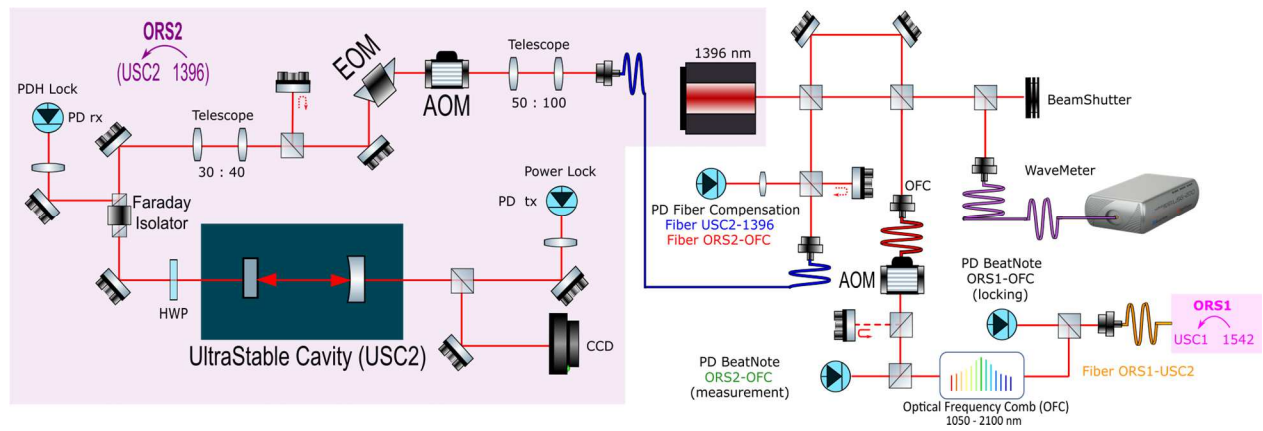 ORS2
(USC2 1396)
PDH Lock
PD rx
Telescope
30 : 40
EOM
AOM
Telescope
50 : 100
1396 nm
BeamShutter
WaveMeter
Faraday
Isolator
HWP
UltraStable Cavity (USC2)
Power Lock
PD tx
CCD
PD Fiber Compensation
Fiber USC2-1396
Fiber ORS2-OFC
OFC
AOM
PD BeatNote
ORS1-OFC
(locking)
ORS1
USC1 1542
Fiber ORS1-USC2
PD BeatNote
ORS2-OFC
(measurement)
Optical Frequency Comb (OFC)
1050 - 2100 nm